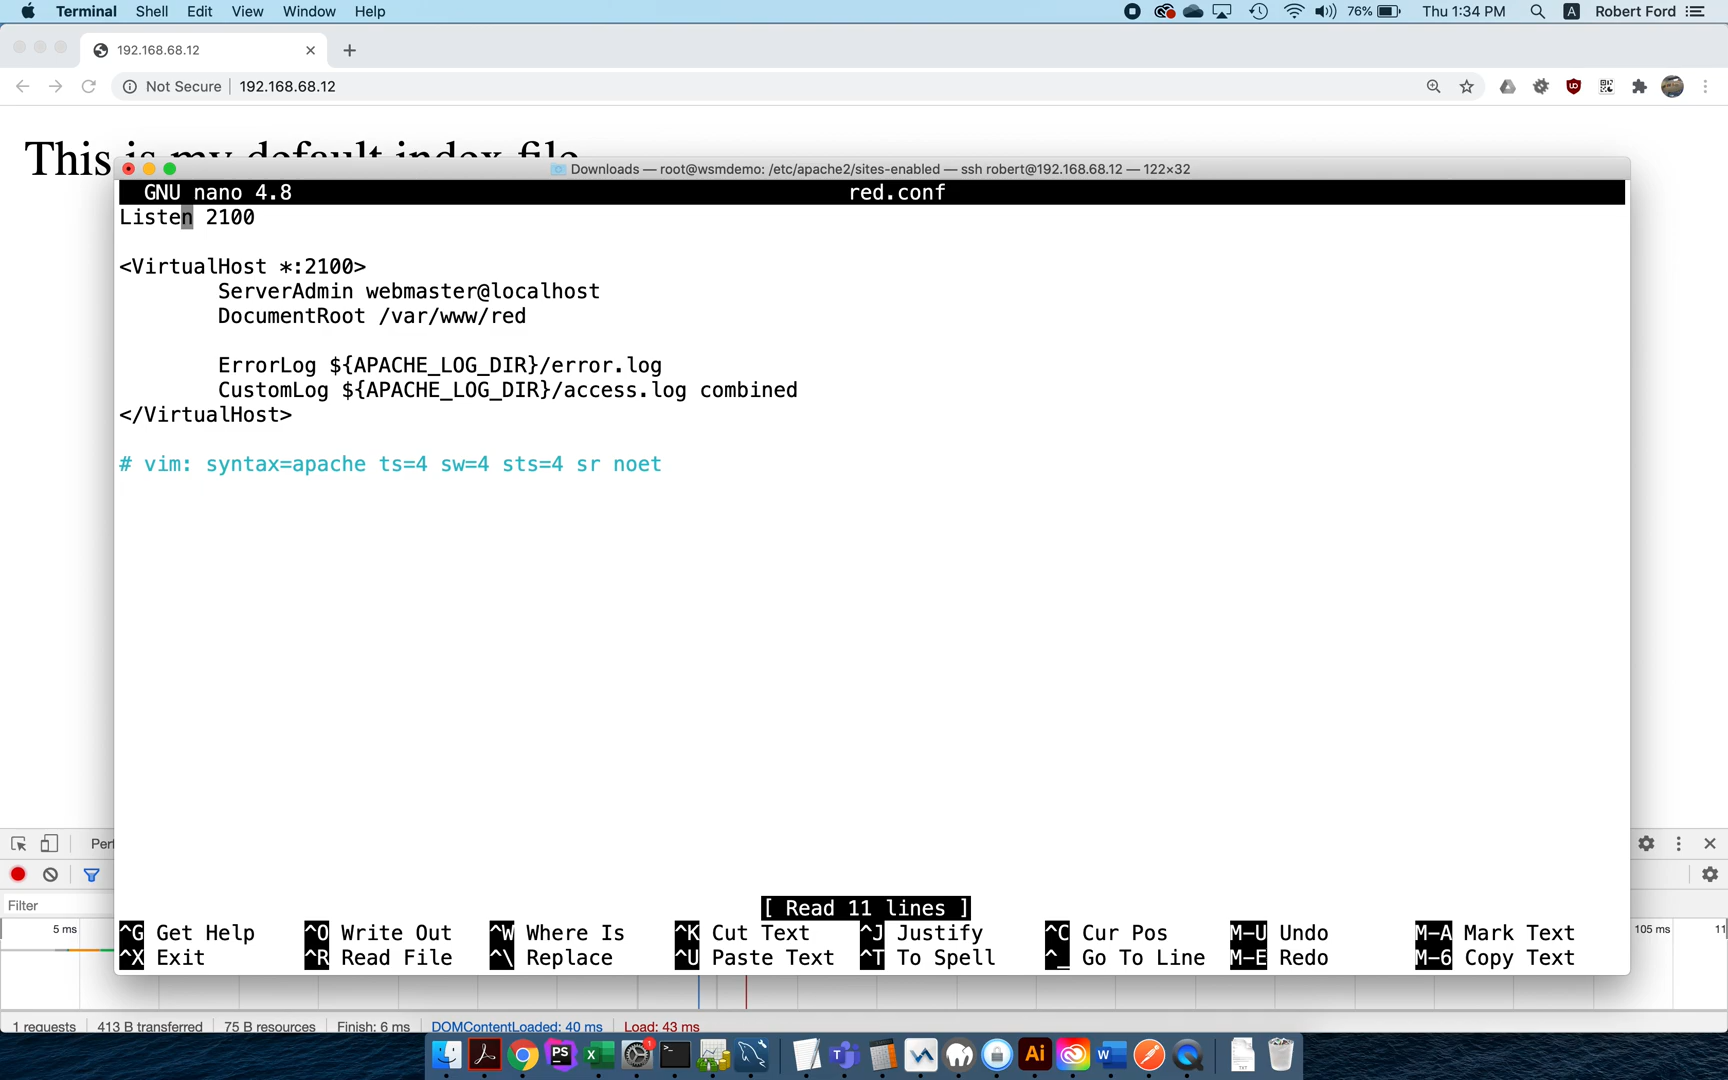 Terminal Shell Edit View Window Help 76% Thu 1:34 PM A Robert Ford
192.168.68.12
Not Secure 192.168.68.12
This is my default index file
Downloads — root@wsmdemo: /etc/apache2/sites-enabled — ssh robert@192.168.68.12 — 122×32
GNU nano 4.8 red.conf
Listen 2100
<VirtualHost *:2100>
ServerAdmin webmaster@localhost
DocumentRoot /var/www/red
ErrorLog ${APACHE_LOG_DIR}/error.log
CustomLog ${APACHE_LOG_DIR}/access.log combined
</VirtualHost>
# vim: syntax=apache ts=4 sw=4 sts=4 sr noet
[ Read 11 lines ]
^G Get Help ^O Write Out ^W Where Is ^K Cut Text ^J Justify ^C Cur Pos M-U Undo M-A Mark Text
^X Exit ^R Read File ^\ Replace ^U Paste Text ^T To Spell ^_ Go To Line M-E Redo M-6 Copy Text
Filter
5 ms 105 ms
1 requests 413 B transferred 75 B resources Finish: 6 ms DOMContentLoaded: 40 ms Load: 43 ms